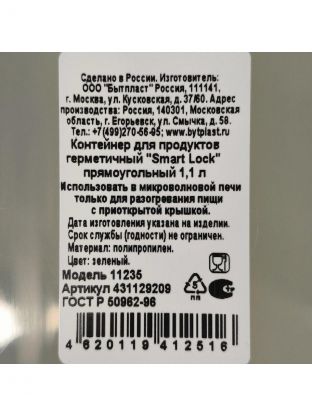 Сделано в России. Изготовитель:
ООО "Бытпласт" Россия, 111141,
г. Москва, ул. Кусковская, д. 37/60. Адрес
производства: Россия, 140301, Московская
область, г. Егорьевск, ул. Смычка, д. 58.
Тел.: +7(499)270-56-95; www.bytplast.ru
Контейнер для продуктов
герметичный "Smart Lock"
прямоугольный 1,1 л
Использовать в микроволновой печи
только для разогревания пищи
с приоткрытой крышкой.
Дата изготовления указана на изделии.
Срок службы (годности) не ограничен.
Материал: полипропилен.
Цвет: зеленый.
Модель 11235
Артикул 431129209
ГОСТ Р 50962-96
5
ПП
4 620119 412516